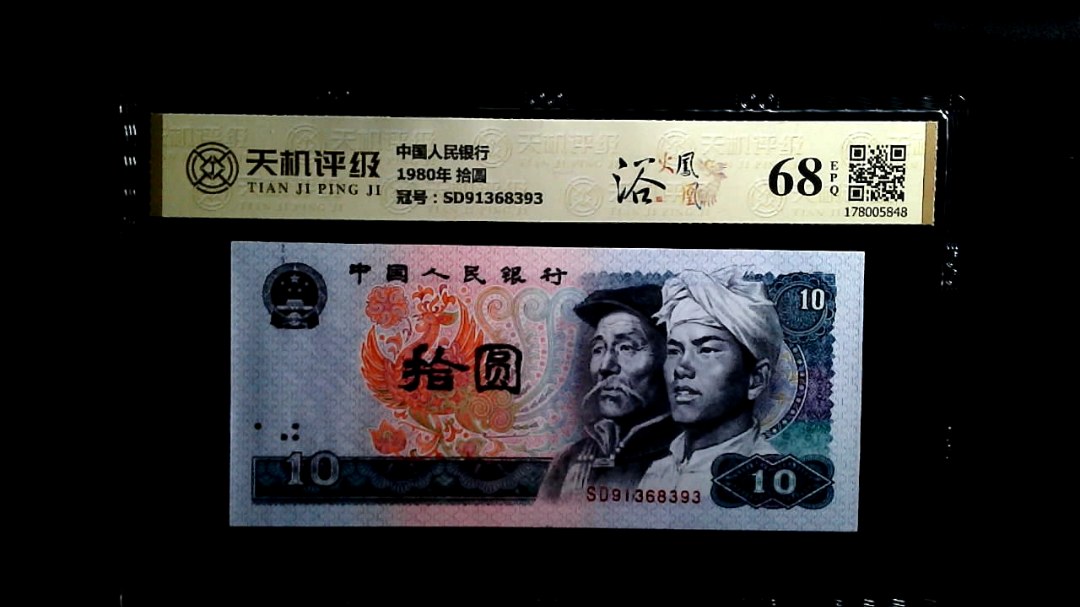 天机评级
TIAN JI PING JI
中国人民银行
1980年 拾圆
冠号：SD91368393
浴火凤凰
68
EPQ
178005848
中国人民银行
10
拾圆
10
SD91368393
10